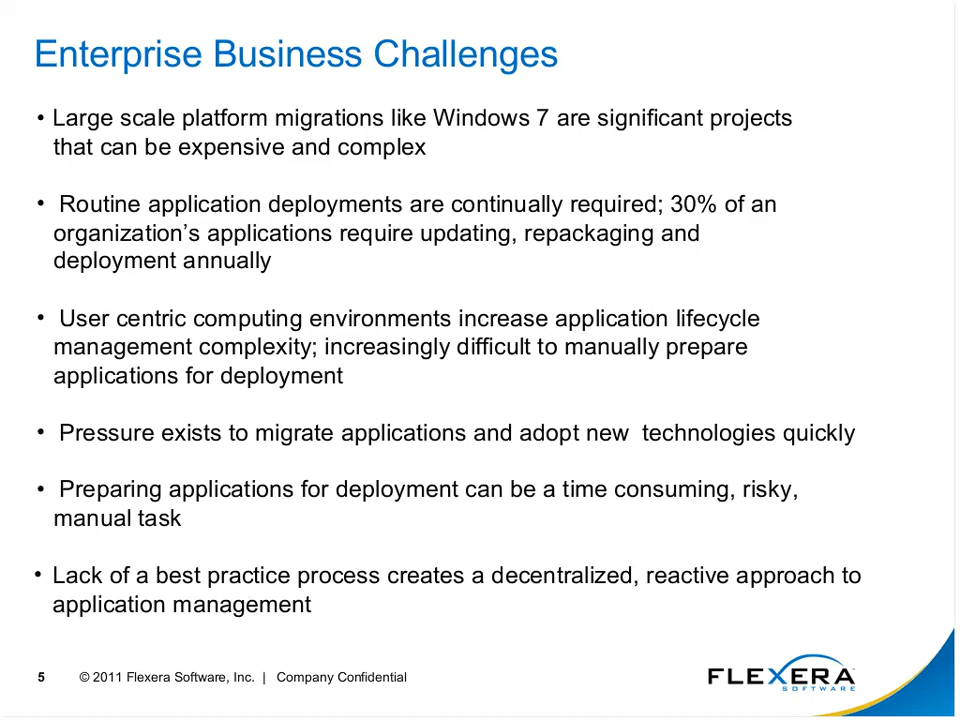 Enterprise Business Challenges
• Large scale platform migrations like Windows 7 are significant projects
that can be expensive and complex
• Routine application deployments are continually required; 30% of an
organization’s applications require updating, repackaging and
deployment annually
• User centric computing environments increase application lifecycle
management complexity; increasingly difficult to manually prepare
applications for deployment
• Pressure exists to migrate applications and adopt new  technologies quickly
• Preparing applications for deployment can be a time consuming, risky,
manual task
• Lack of a best practice process creates a decentralized, reactive approach to
application management
5 © 2011 Flexera Software, Inc. | Company Confidential
FLEXERA
SOFTWARE